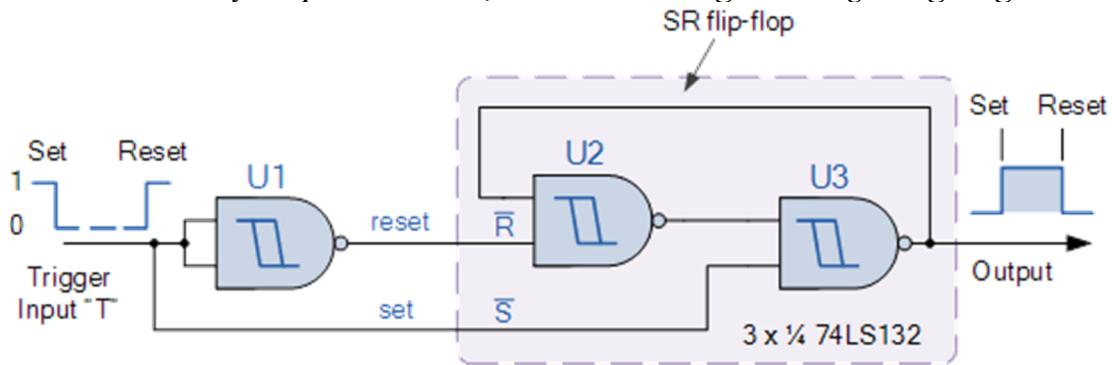 SR flip-flop
Set Reset
1
0
U1
reset
R̅
set
S̅
U2
U3
Set Reset
Output
Trigger
Input "T"
3 x ¼ 74LS132